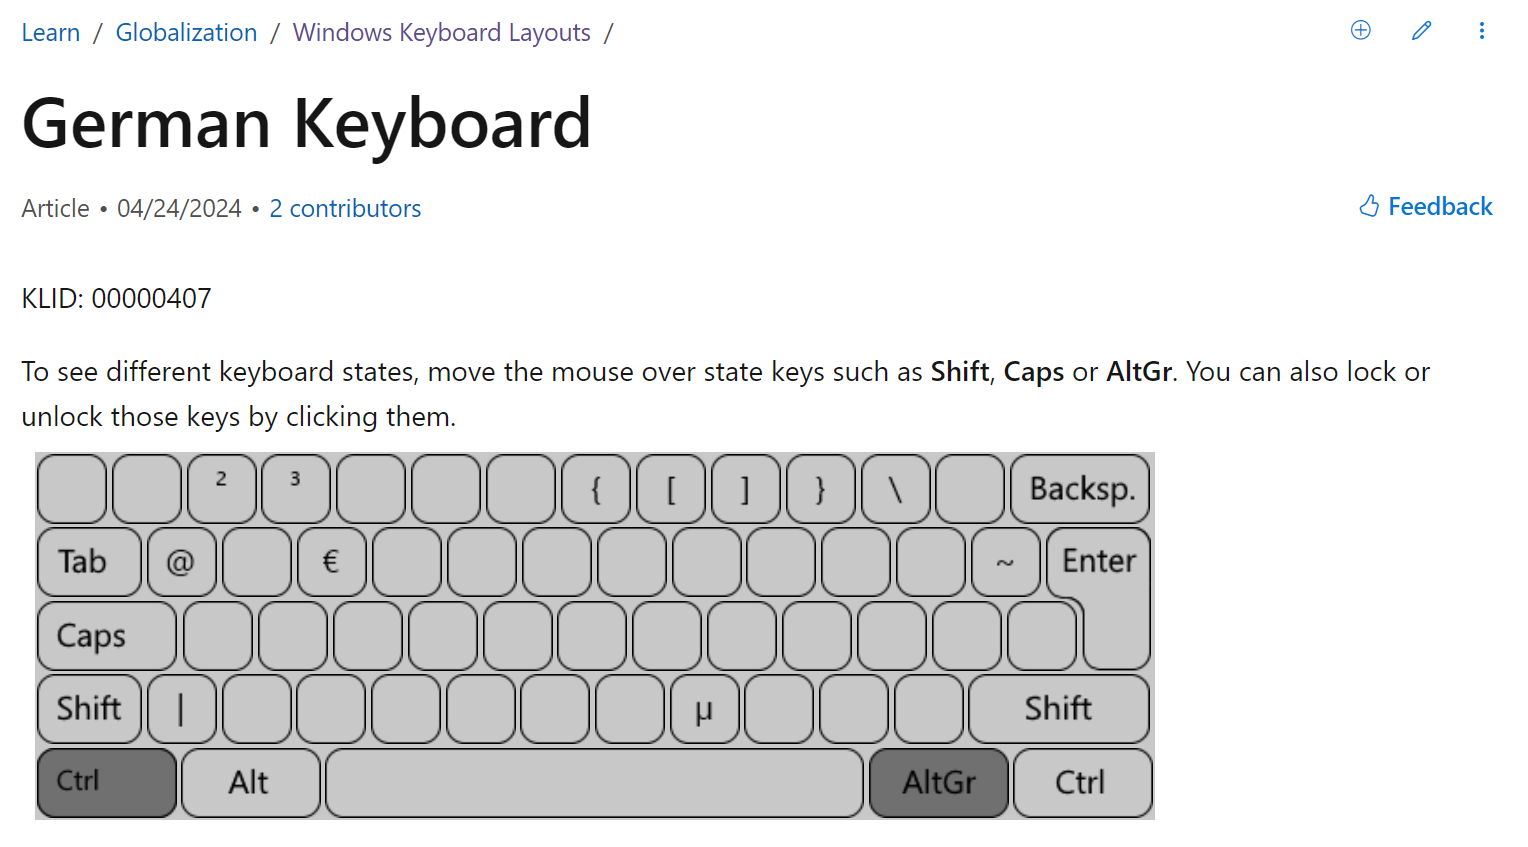 Learn / Globalization / Windows Keyboard Layouts /
German Keyboard
Article • 04/24/2024 • 2 contributors
Feedback
KLID: 00000407
To see different keyboard states, move the mouse over state keys such as Shift, Caps or AltGr. You can also lock or
unlock those keys by clicking them.
² ³ { [ ] } \ Backsp.
Tab @ € ~ Enter
Caps
Shift | µ Shift
Ctrl Alt AltGr Ctrl